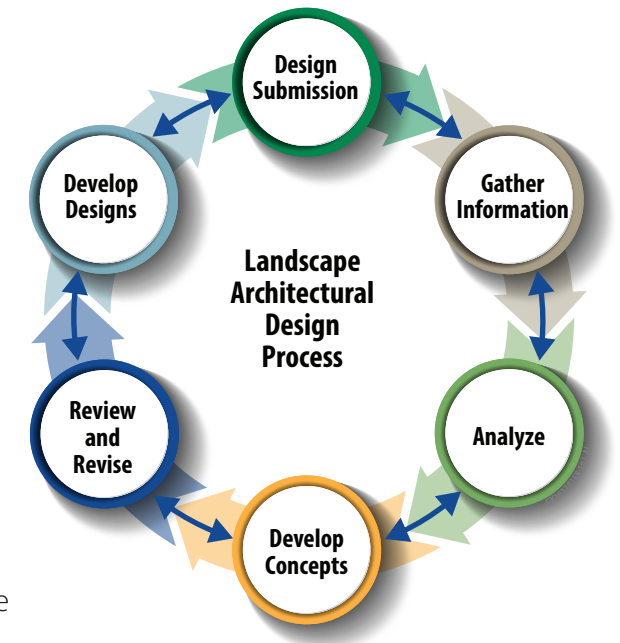 Design
Submission
Gather
Information
Analyze
Develop
Concepts
Review
and
Revise
Develop
Designs
Landscape
Architectural
Design
Process
e